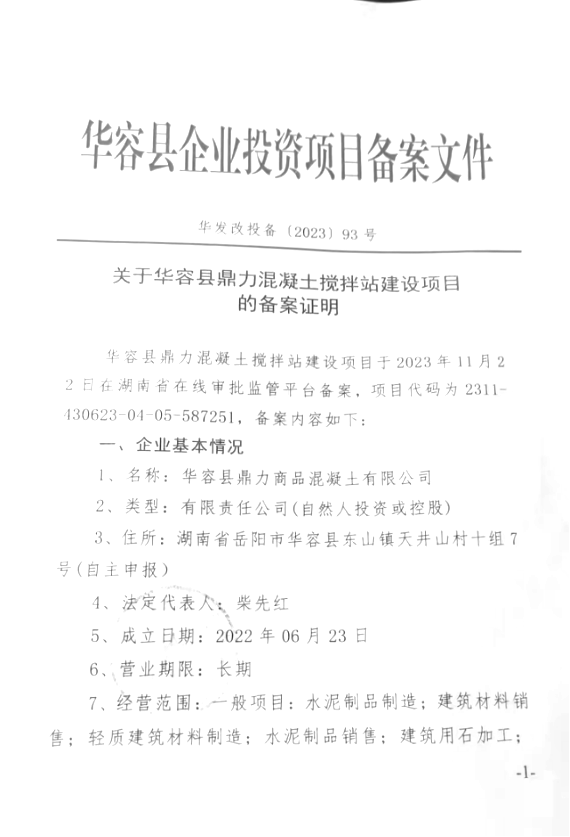 华容县企业投资项目备案文件
华发改投备〔2023〕93号
关于华容县鼎力混凝土搅拌站建设项目
的备案证明
华容县鼎力混凝土搅拌站建设项目于2023年11月2
2日在湖南省在线审批监管平台备案，项目代码为2311-
430623-04-05-587251，备案内容如下：
一、企业基本情况
1、名称：华容县鼎力商品混凝土有限公司
2、类型：有限责任公司(自然人投资或控股)
3、住所：湖南省岳阳市华容县东山镇天井山村十组7
号(自主申报)
4、法定代表人：柴先红
5、成立日期：2022年06月23日
6、营业期限：长期
7、经营范围：一般项目：水泥制品制造；建筑材料销
售；轻质建筑材料制造；水泥制品销售；建筑用石加工；
-1-